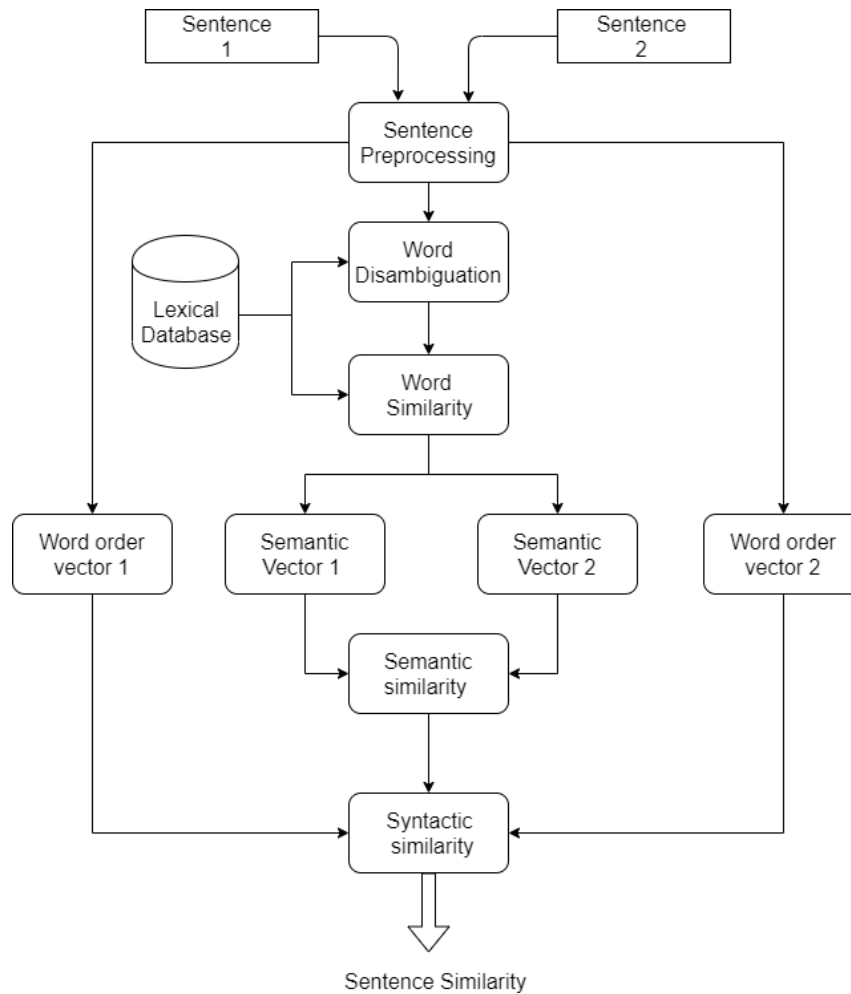 Sentence
1
Sentence
2
Sentence
Preprocessing
Word
Disambiguation
Lexical
Database
Word
Similarity
Word order
vector 1
Semantic
Vector 1
Semantic
Vector 2
Word order
vector 2
Semantic
similarity
Syntactic
similarity
Sentence Similarity